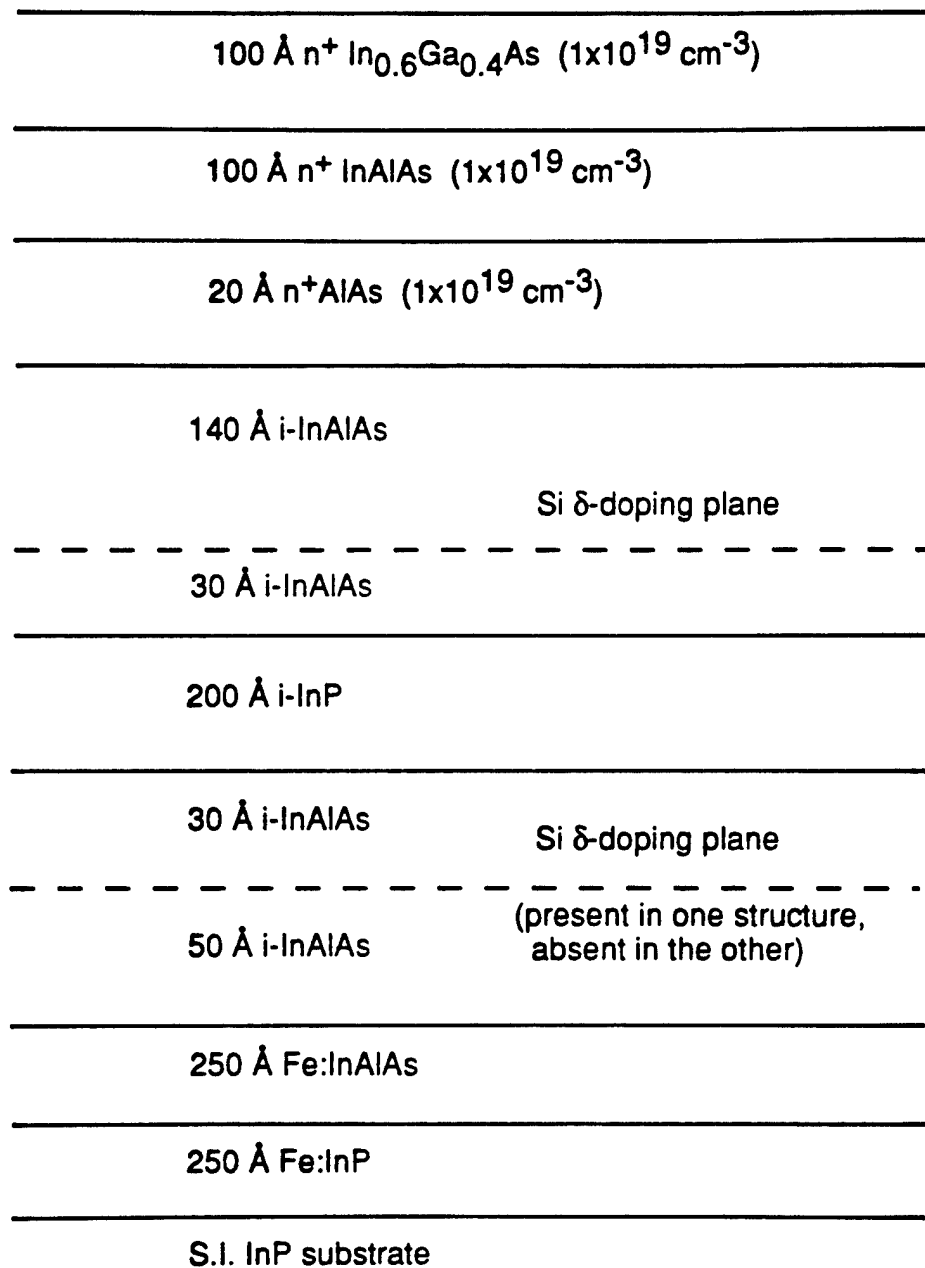 100 Å n⁺ In₀.₆Ga₀.₄As (1x10¹⁹ cm⁻³)
100 Å n⁺ InAlAs (1x10¹⁹ cm⁻³)
20 Å n⁺AlAs (1x10¹⁹ cm⁻³)
140 Å i-InAlAs
Si δ-doping plane
30 Å i-InAlAs
200 Å i-InP
30 Å i-InAlAs
Si δ-doping plane
(present in one structure,
absent in the other)
50 Å i-InAlAs
250 Å Fe:InAlAs
250 Å Fe:InP
S.I. InP substrate